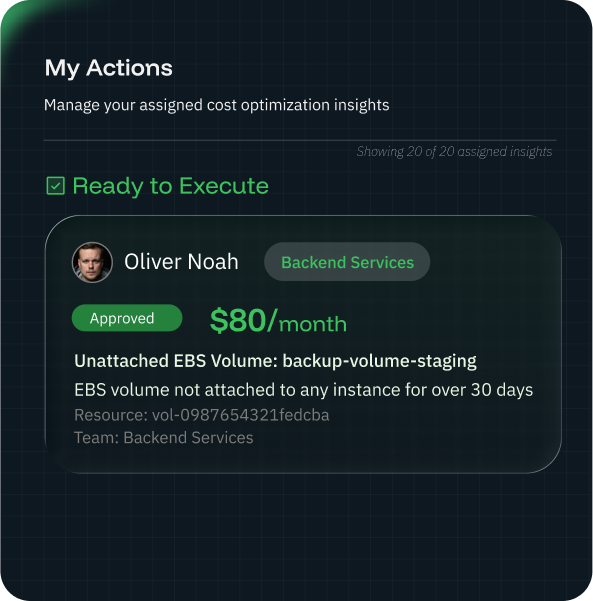 My Actions
Manage your assigned cost optimization insights
Showing 20 of 20 assigned insights
Ready to Execute
Oliver Noah
Backend Services
Approved
$80/month
Unattached EBS Volume: backup-volume-staging
EBS volume not attached to any instance for over 30 days
Resource: vol-0987654321fedcba
Team: Backend Services